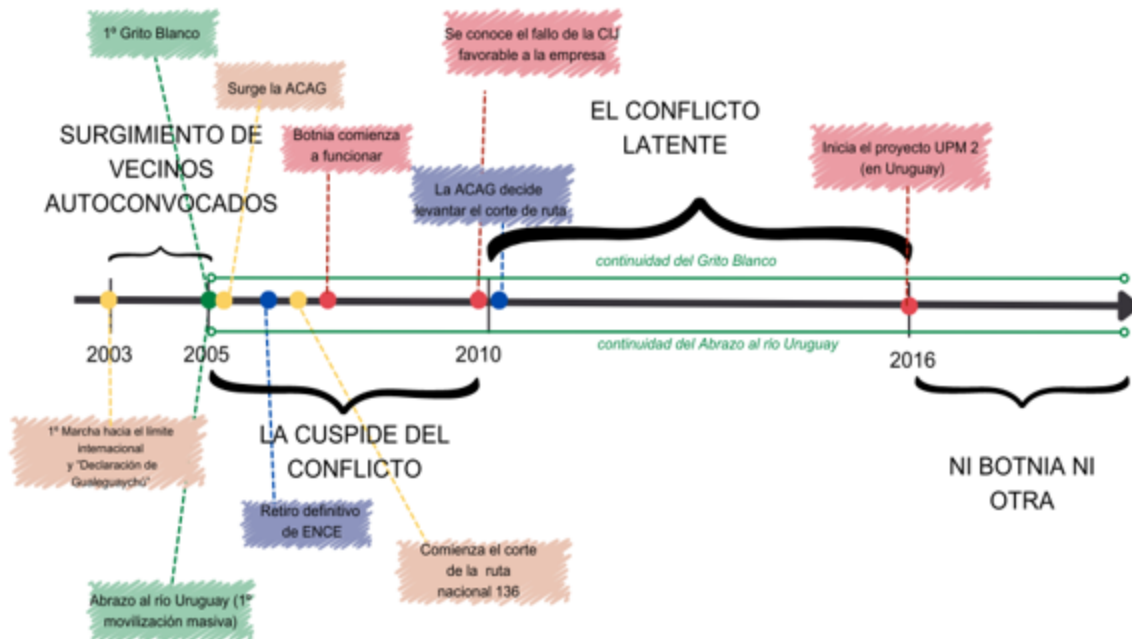 1º Grito Blanco
Se conoce el fallo de la CIJ
favorable a la empresa
Surge la ACAG
SURGIMIENTO DE
VECINOS
AUTOCONVOCADOS
Botnia comienza
a funcionar
EL CONFLICTO
LATENTE
Inicia el proyecto UPM 2
(en Uruguay)
La ACAG decide
levantar el corte de ruta
continuidad del Grito Blanco
2003
2005
2010
continuidad del Abrazo al río Uruguay
2016
1º Marcha hacia el límite
internacional
y "Declaración de
Gualeguaychú"
LA CUSPIDE DEL
CONFLICTO
NI BOTNIA NI
OTRA
Retiro definitivo
de ENCE
Comienza el corte
de la ruta
nacional 136
Abrazo al río Uruguay (1º
movilización masiva)